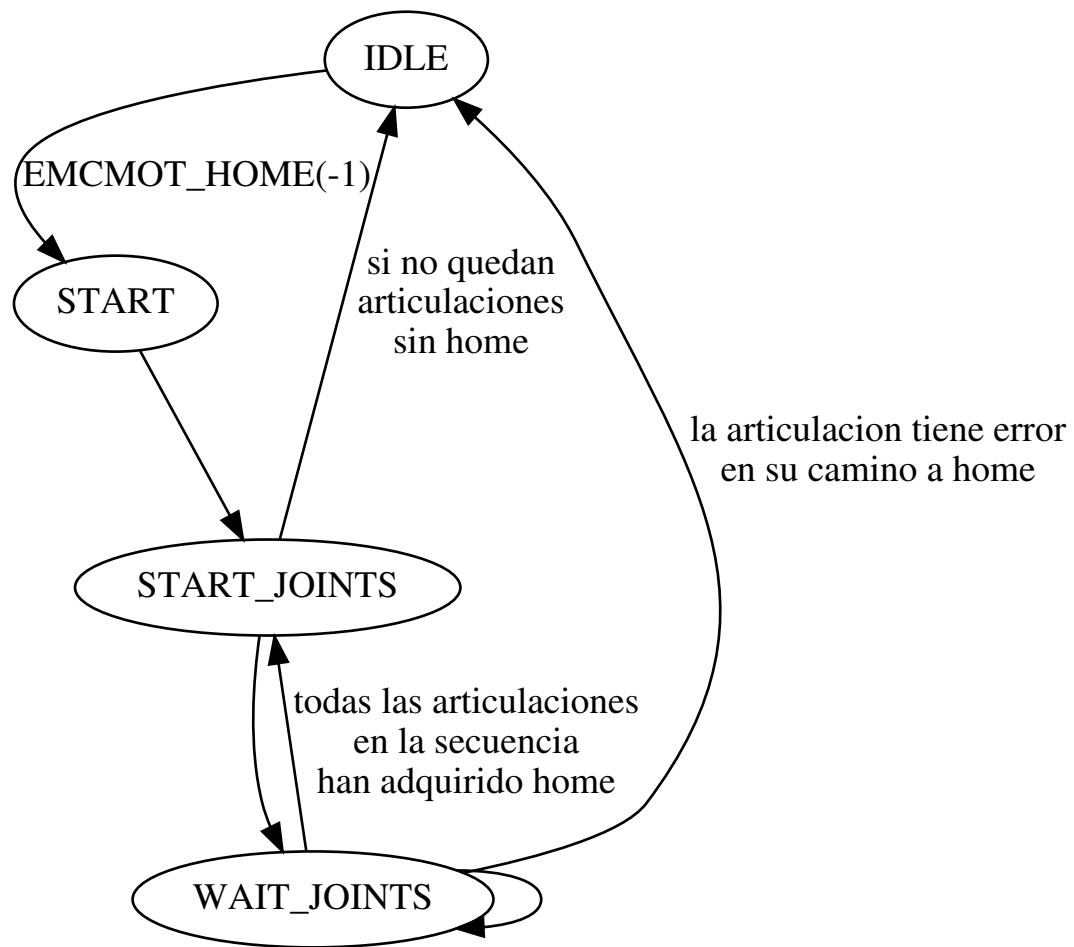 IDLE
EMCMOT_HOME(-1)
si no quedan
articulaciones
sin home
START
la articulacion tiene error
en su camino a home
START_JOINTS
todas las articulaciones
en la secuencia
han adquirido home
WAIT_JOINTS